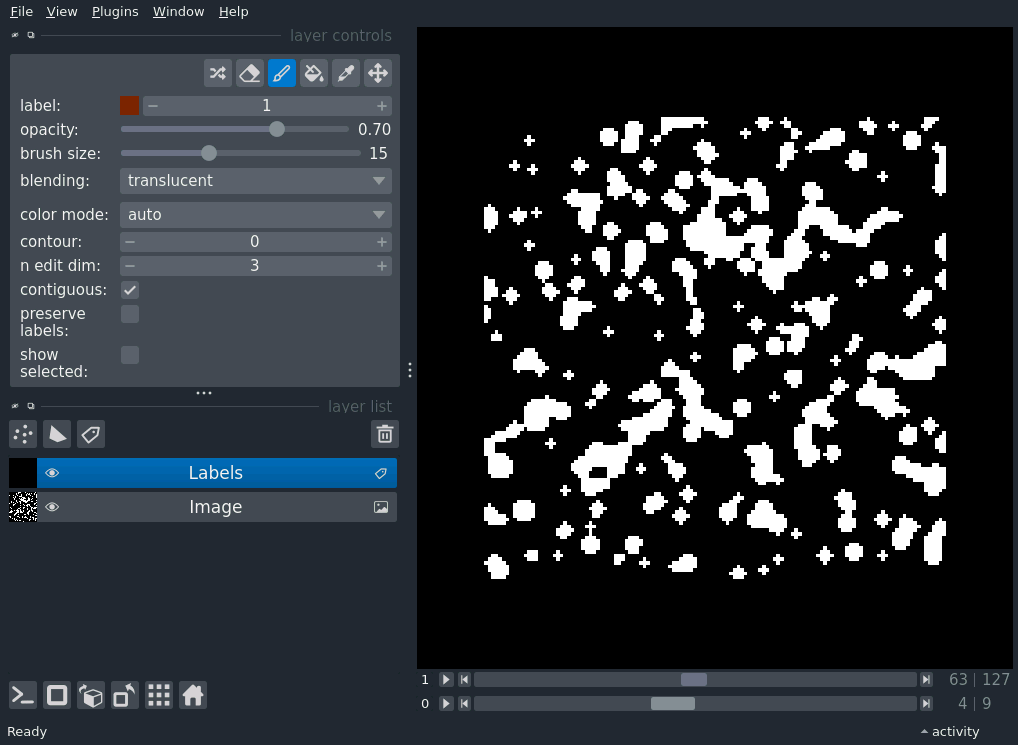 File View Plugins Window Help
layer controls
label: 1
opacity: 0.70
brush size: 15
blending: translucent
color mode: auto
contour: 0
n edit dim: 3
contiguous:
preserve
labels:
show
selected:
layer list
Labels
Image
1 63 | 127
0 4 | 9
Ready activity